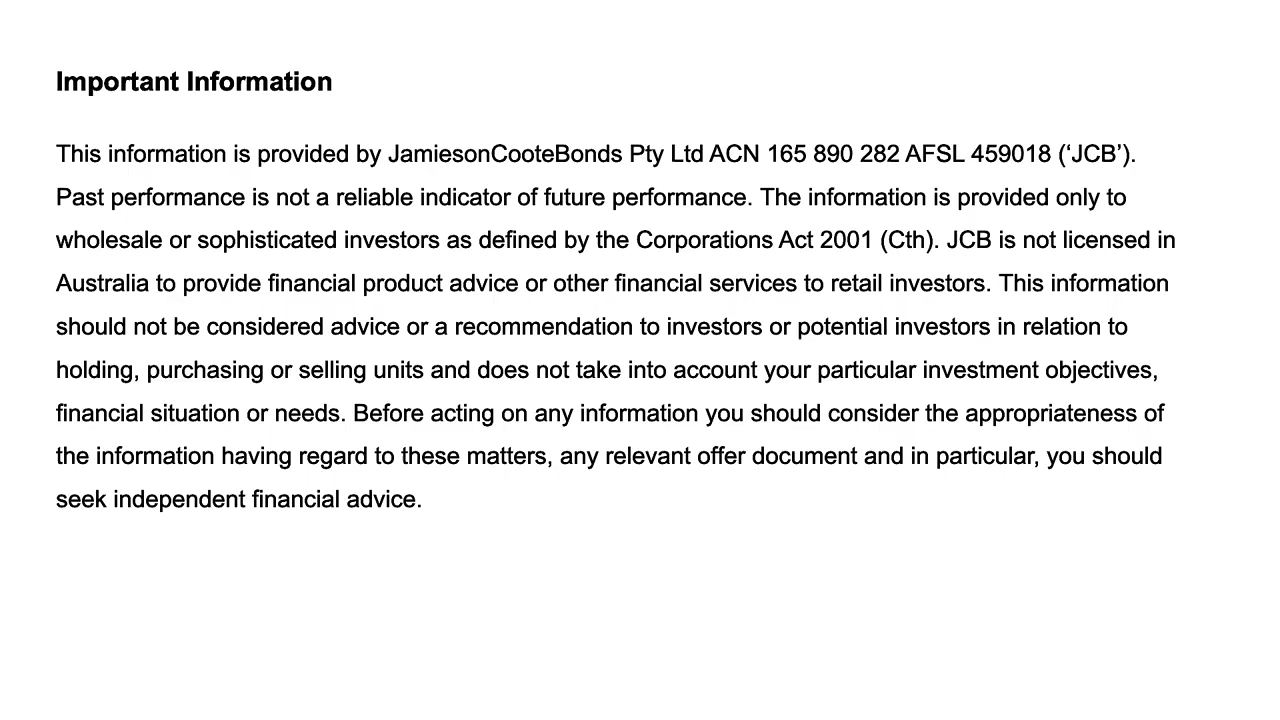 Important Information
This information is provided by JamiesonCooteBonds Pty Ltd ACN 165 890 282 AFSL 459018 (‘JCB’).
Past performance is not a reliable indicator of future performance. The information is provided only to
wholesale or sophisticated investors as defined by the Corporations Act 2001 (Cth). JCB is not licensed in
Australia to provide financial product advice or other financial services to retail investors. This information
should not be considered advice or a recommendation to investors or potential investors in relation to
holding, purchasing or selling units and does not take into account your particular investment objectives,
financial situation or needs. Before acting on any information you should consider the appropriateness of
the information having regard to these matters, any relevant offer document and in particular, you should
seek independent financial advice.